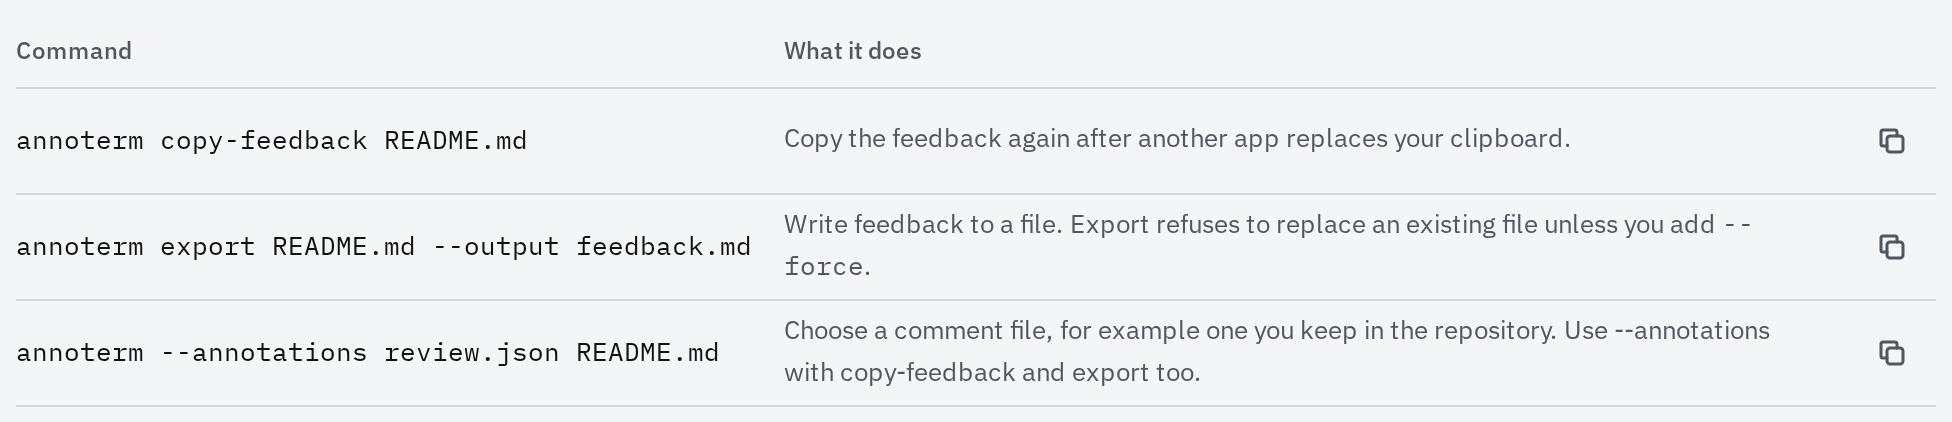 Command What it does
annoterm copy-feedback README.md Copy the feedback again after another app replaces your clipboard.
annoterm export README.md --output feedback.md Write feedback to a file. Export refuses to replace an existing file unless you add --
force.
annoterm --annotations review.json README.md Choose a comment file, for example one you keep in the repository. Use --annotations
with copy-feedback and export too.